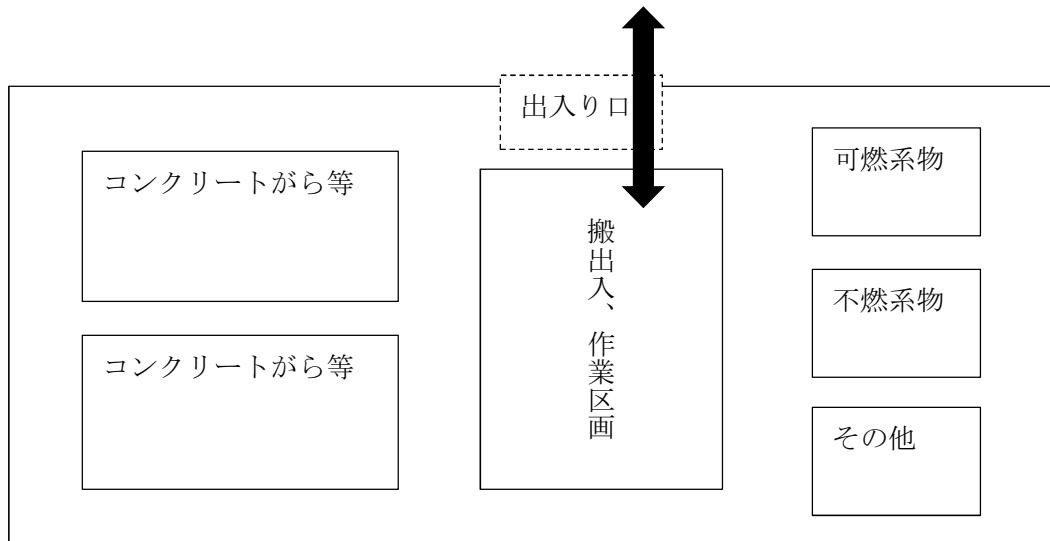 出入り口
コンクリートがら等
コンクリートがら等
搬出入、作業区画
可燃系物
不燃系物
その他